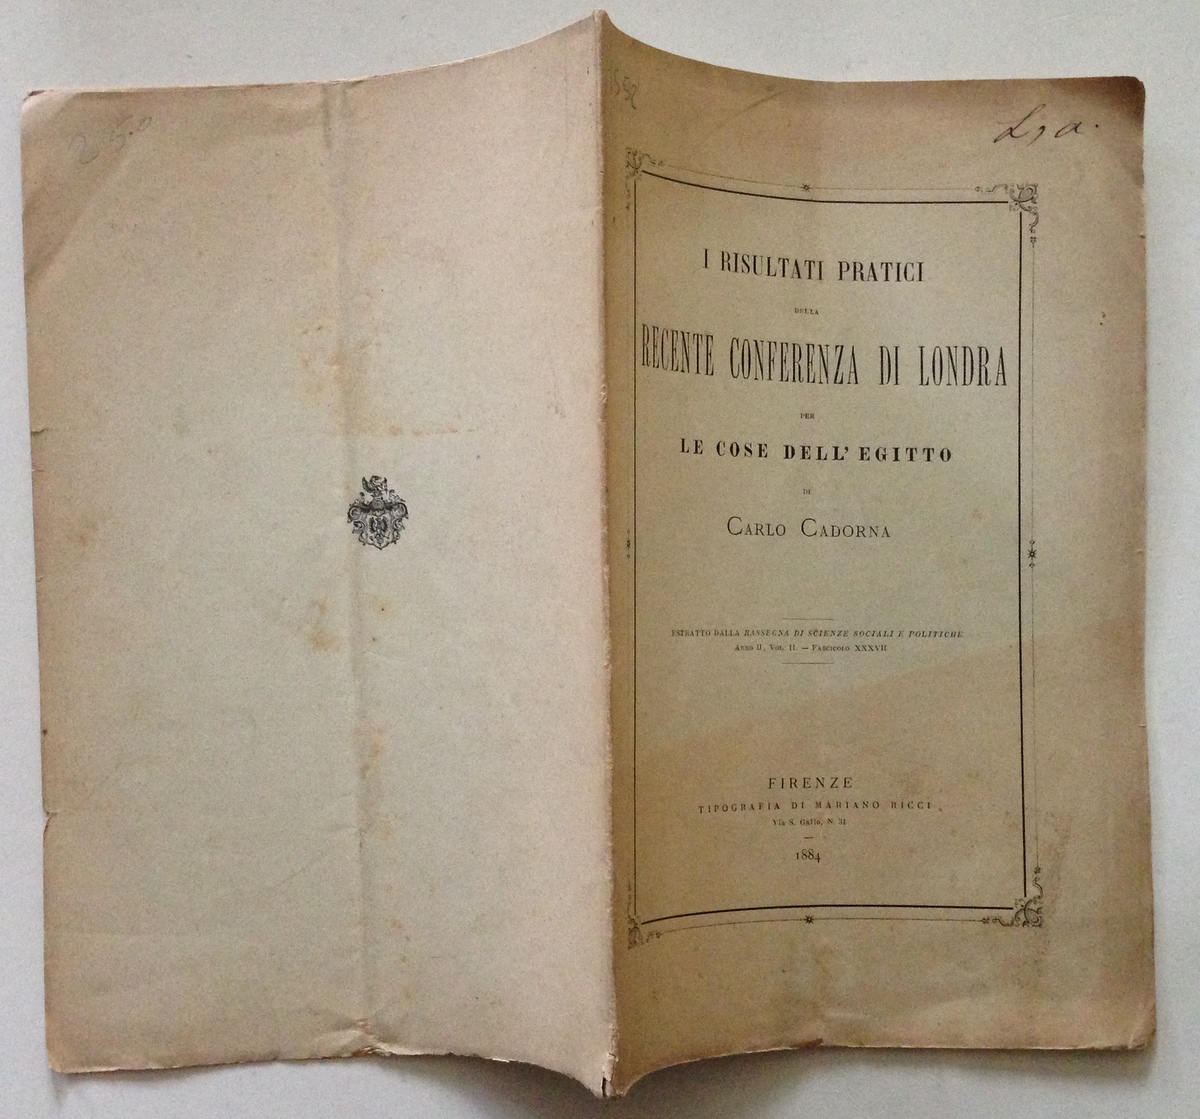 I RISULTATI PRATICI
DELLA
RECENTE CONFERENZA DI LONDRA
PER
LE COSE DELL' EGITTO
DI
CARLO CADORNA
ESTRATTO DALLA RASSEGNA DI SCIENZE SOCIALI E POLITICHE
ANNO II, VOL. II. — FASCICOLO XXXVII
FIRENZE
TIPOGRAFIA DI MARIANO RICCI
Via S. Gallo, N. 31
1884